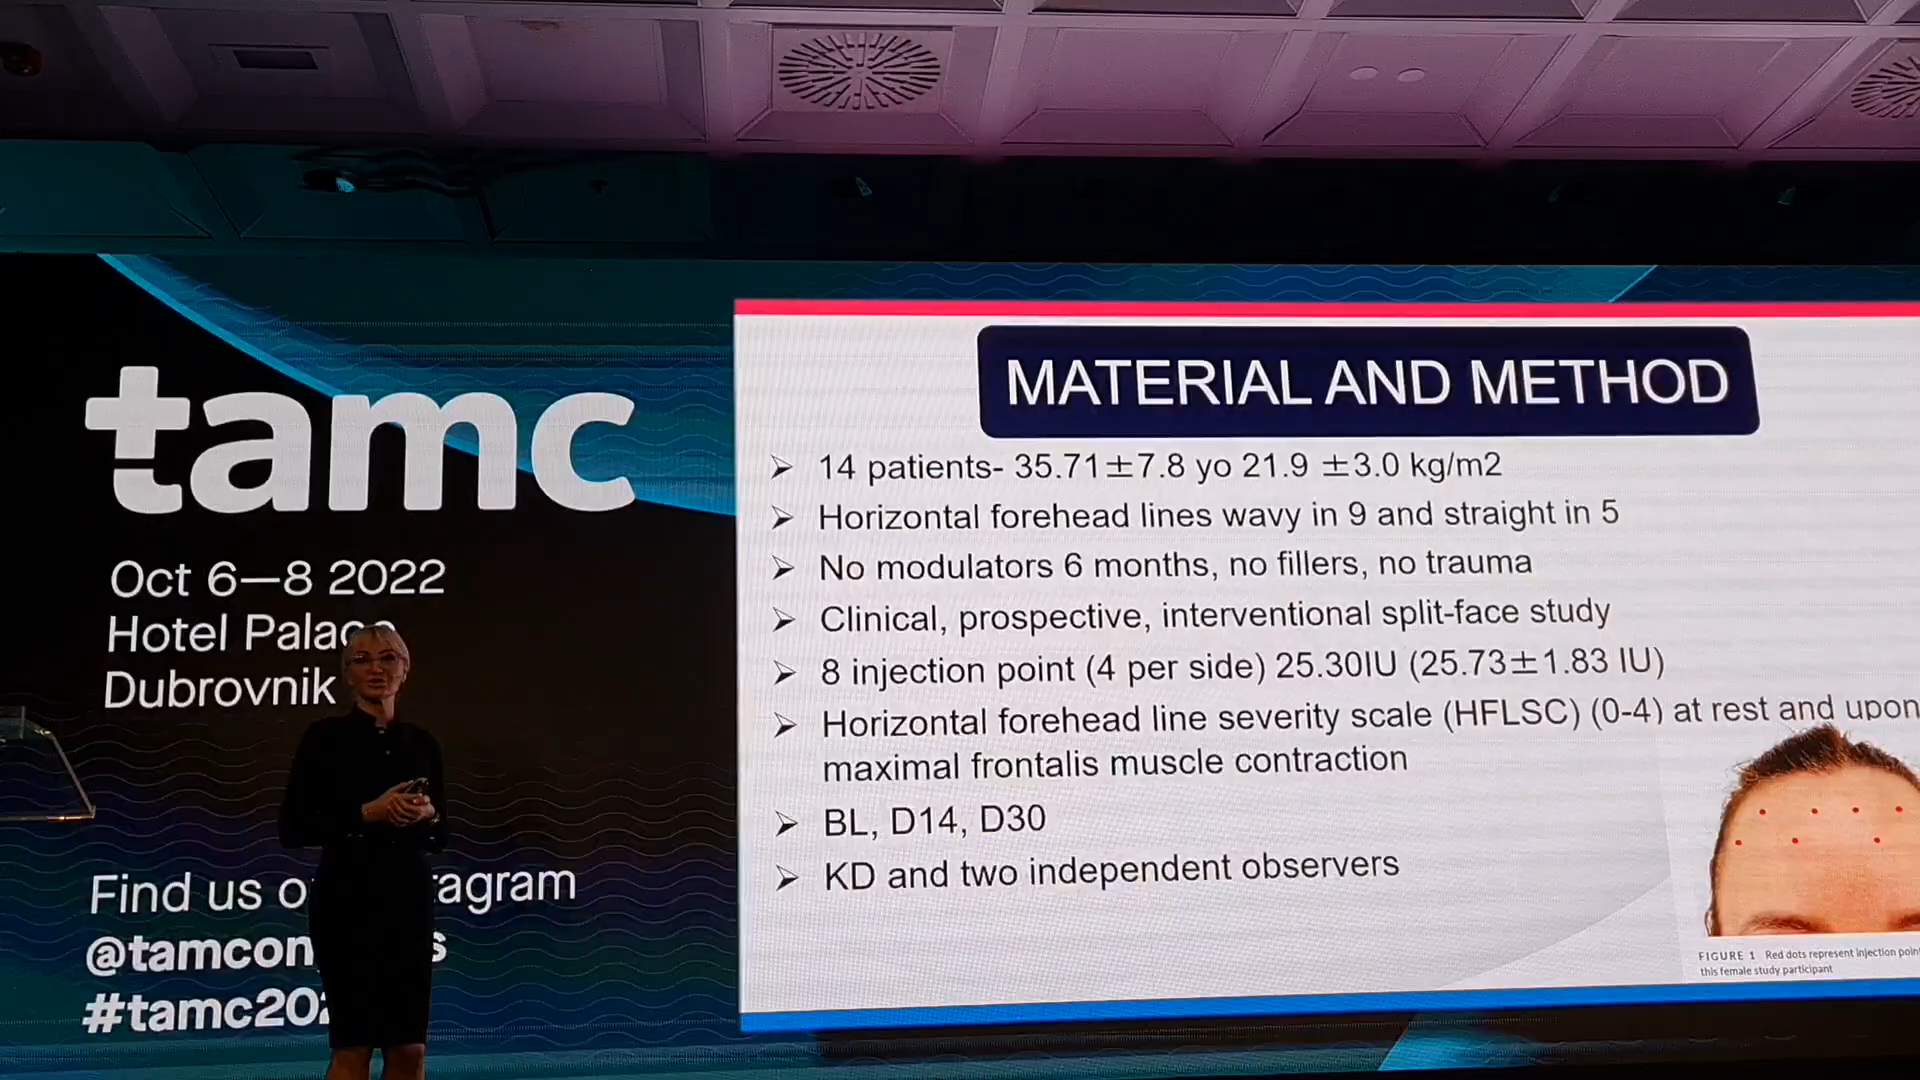 tamc
Oct 6—8 2022
Hotel Palace
Dubrovnik
Find us o tagram
@tamcon s
#tamc202
MATERIAL AND METHOD
➢ 14 patients- 35.71±7.8 yo 21.9 ±3.0 kg/m2
➢ Horizontal forehead lines wavy in 9 and straight in 5
➢ No modulators 6 months, no fillers, no trauma
➢ Clinical, prospective, interventional split-face study
➢ 8 injection point (4 per side) 25.30IU (25.73±1.83 IU)
➢ Horizontal forehead line severity scale (HFLSC) (0-4) at rest and upon
maximal frontalis muscle contraction
➢ BL, D14, D30
➢ KD and two independent observers
FIGURE 1 Red dots represent injection poin
this female study participant